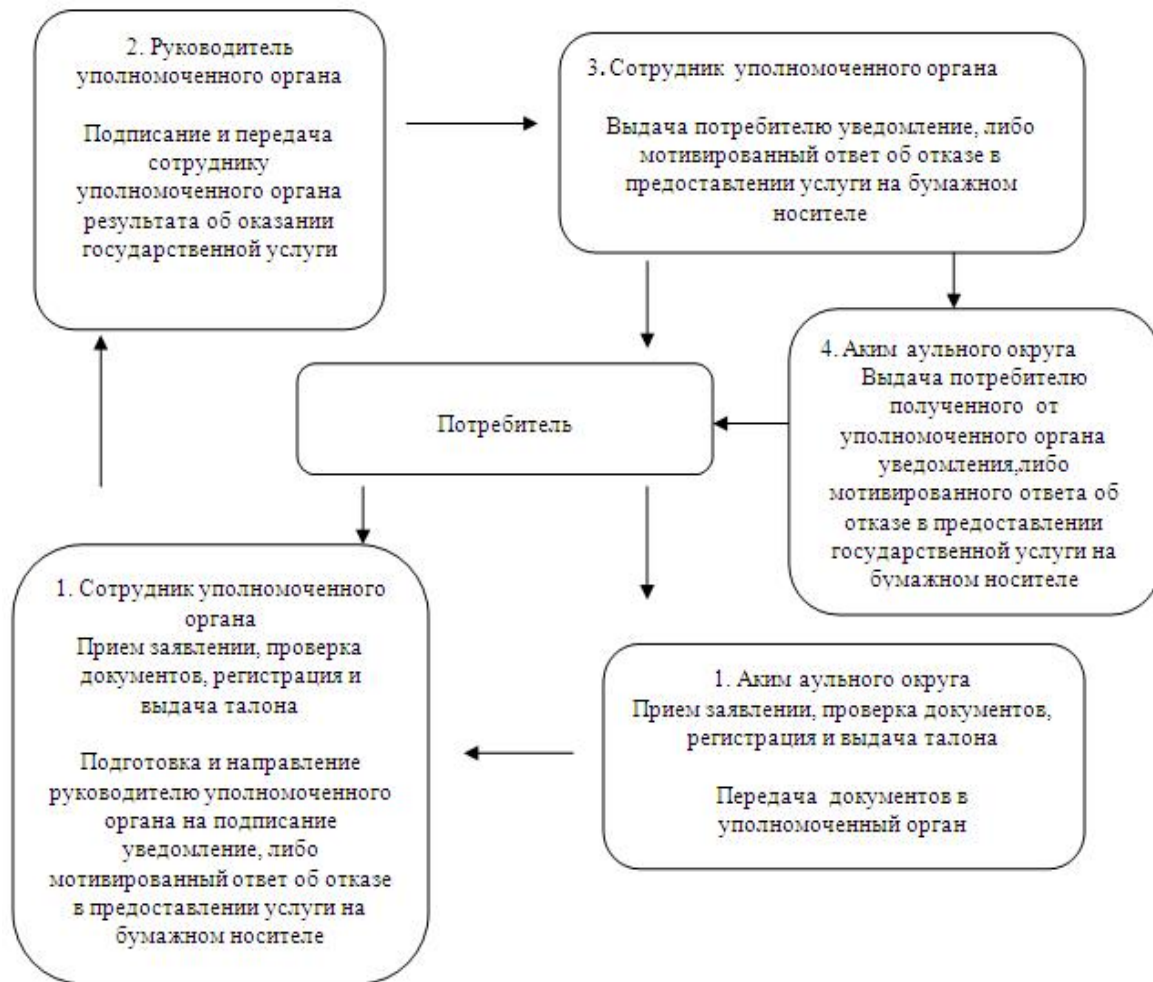 2. Руководитель
уполномоченного органа
Подписание и передача
сотруднику
уполномоченного органа
результата об оказании
государственной услуги
3. Сотрудник уполномоченного органа
Выдача потребителю уведомление, либо
мотивированный ответ об отказе в
предоставлении услуги на бумажном
носителе
Потребитель
4. Аким аульного округа
Выдача потребителю
полученного от
уполномоченного органа
уведомления,либо
мотивированного ответа об
отказе в предоставлении
государственной услуги на
бумажном носителе
1. Сотрудник уполномоченного
органа
Прием заявлении, проверка
документов, регистрация и
выдача талона
Подготовка и направление
руководителю уполномоченного
органа на подписание
уведомление, либо
мотивированный ответ об отказе
в предоставлении услуги на
бумажном носителе
1. Аким аульного округа
Прием заявлении, проверка документов,
регистрация и выдача талона
Передача документов в
уполномоченный орган